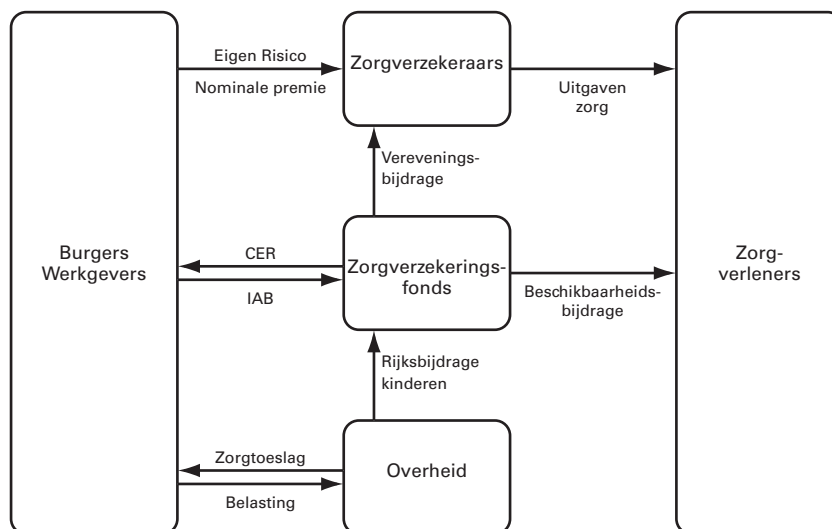 Eigen Risico
Nominale premie
Zorgverzekeraars
Uitgaven
zorg
Verevenings-
bijdrage
Burgers
Werkgevers
CER
IAB
Zorgverzekerings-
fonds
Beschikbaarheids-
bijdrage
Zorg-
verleners
Rijksbijdrage
kinderen
Zorgtoeslag
Belasting
Overheid